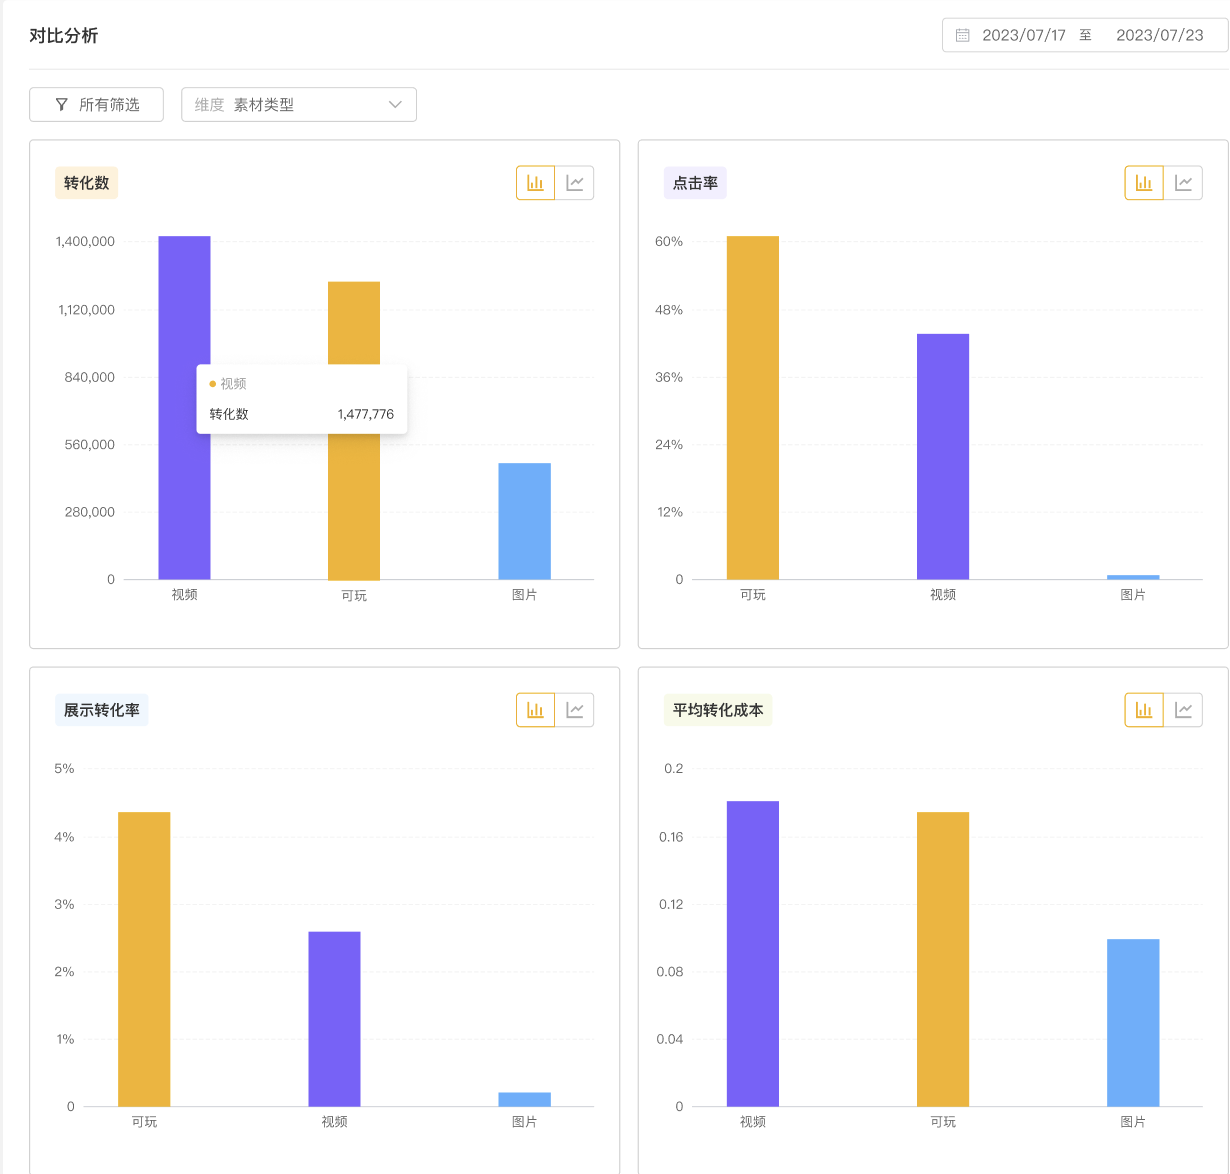 对比分析
2023/07/17 至 2023/07/23
所有筛选
维度 素材类型
转化数
1,400,000
1,120,000
840,000
560,000
280,000
0
视频
转化数 1,477,776
视频 可玩 图片
点击率
60%
48%
36%
24%
12%
0
可玩 视频 图片
展示转化率
5%
4%
3%
2%
1%
0
可玩 视频 图片
平均转化成本
0.2
0.16
0.12
0.08
0.04
0
视频 可玩 图片